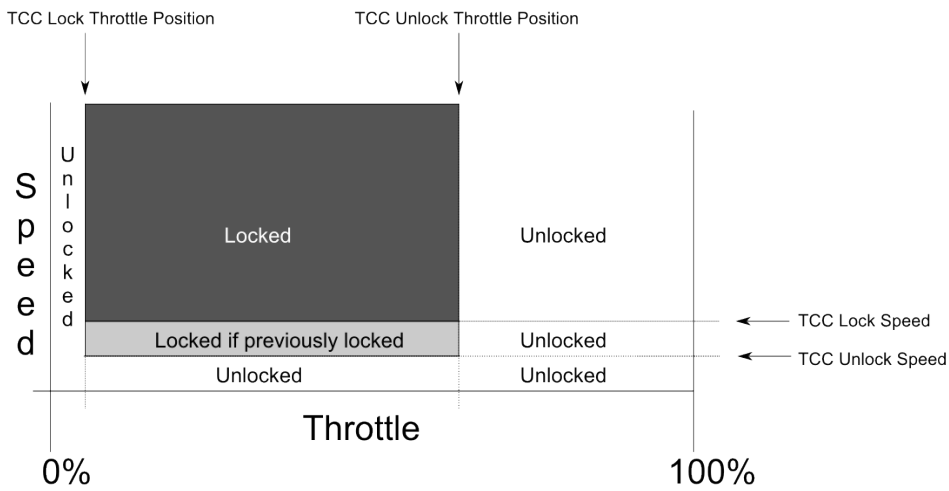 TCC Lock Throttle Position
TCC Unlock Throttle Position
Speed
Unlocked
Locked
Unlocked
TCC Lock Speed
Locked if previously locked
Unlocked
TCC Unlock Speed
Unlocked
Unlocked
Throttle
0%
100%